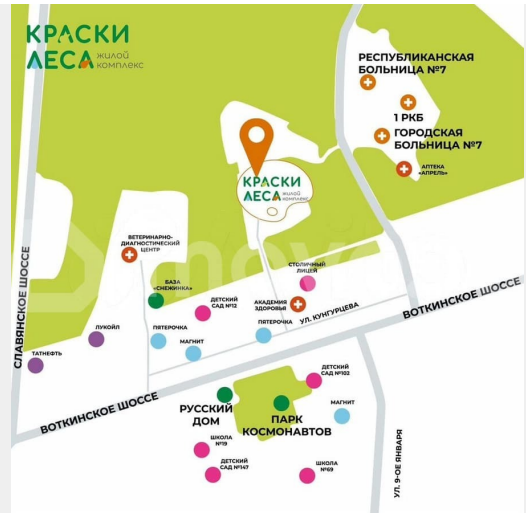 КРАСКИ
ЛЕСА жилой
комплекс
РЕСПУБЛИКАНСКАЯ
БОЛЬНИЦА №7
1 РКБ
ГОРОДСКАЯ
БОЛЬНИЦА №7
АПТЕКА
«АПРЕЛЬ»
КРАСКИ
ЛЕСА жилой
комплекс
ВЕТЕРИНАРНО-
ДИАГНОСТИЧЕСКИЙ
ЦЕНТР
БАЗА
«СНЕЖИНКА»
СТОЛИЧНЫЙ
ЛИЦЕЙ
ДЕТСКИЙ
САД №12
АКАДЕМИЯ
ЗДОРОВЬЯ
УЛ. КУНГУРЦЕВА
ВОТКИНСКОЕ ШОССЕ
СЛАВЯНСКОЕ ШОССЕ
ЛУКОЙЛ
ТАТНЕФТЬ
ПЯТЕРОЧКА
МАГНИТ
ПЯТЕРОЧКА
ВОТКИНСКОЕ ШОССЕ
ДЕТСКИЙ
САД №102
РУССКИЙ
ДОМ
ПАРК
КОСМОНАВТОВ
МАГНИТ
ШКОЛА
№19
ДЕТСКИЙ
САД №147
ШКОЛА
№69
УЛ. 9-ОЕ ЯНВАРЯ